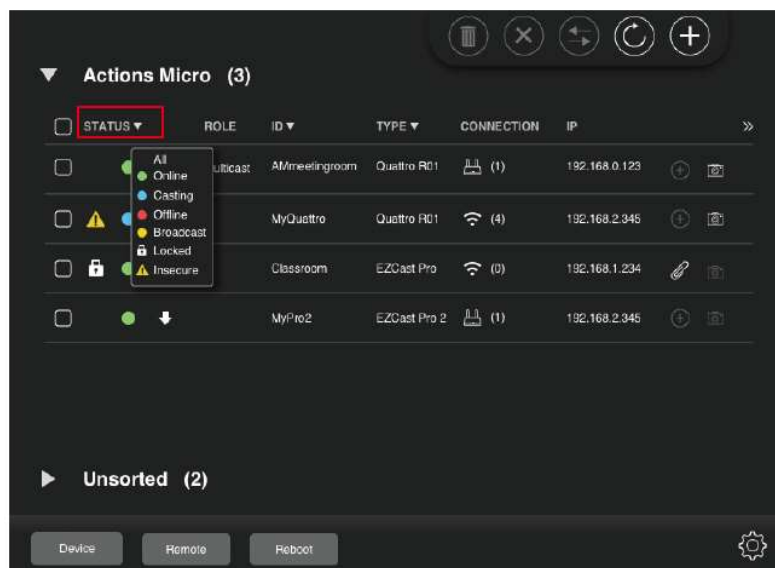 ▼ Actions Micro (3)
STATUS ▼ ROLE ID ▼ TYPE ▼ CONNECTION IP »
All
Online
Casting
Offline
Broadcast
Locked
Insecure
ulticast AMmeetingroom Quattro R01 (1) 192.168.0.123
MyQuattro Quattro R01 (4) 192.168.2.345
Classroom EZCast Pro (0) 192.168.1.234
MyPro2 EZCast Pro 2 (1) 192.168.2.345
▶ Unsorted (2)
Device Remote Reboot